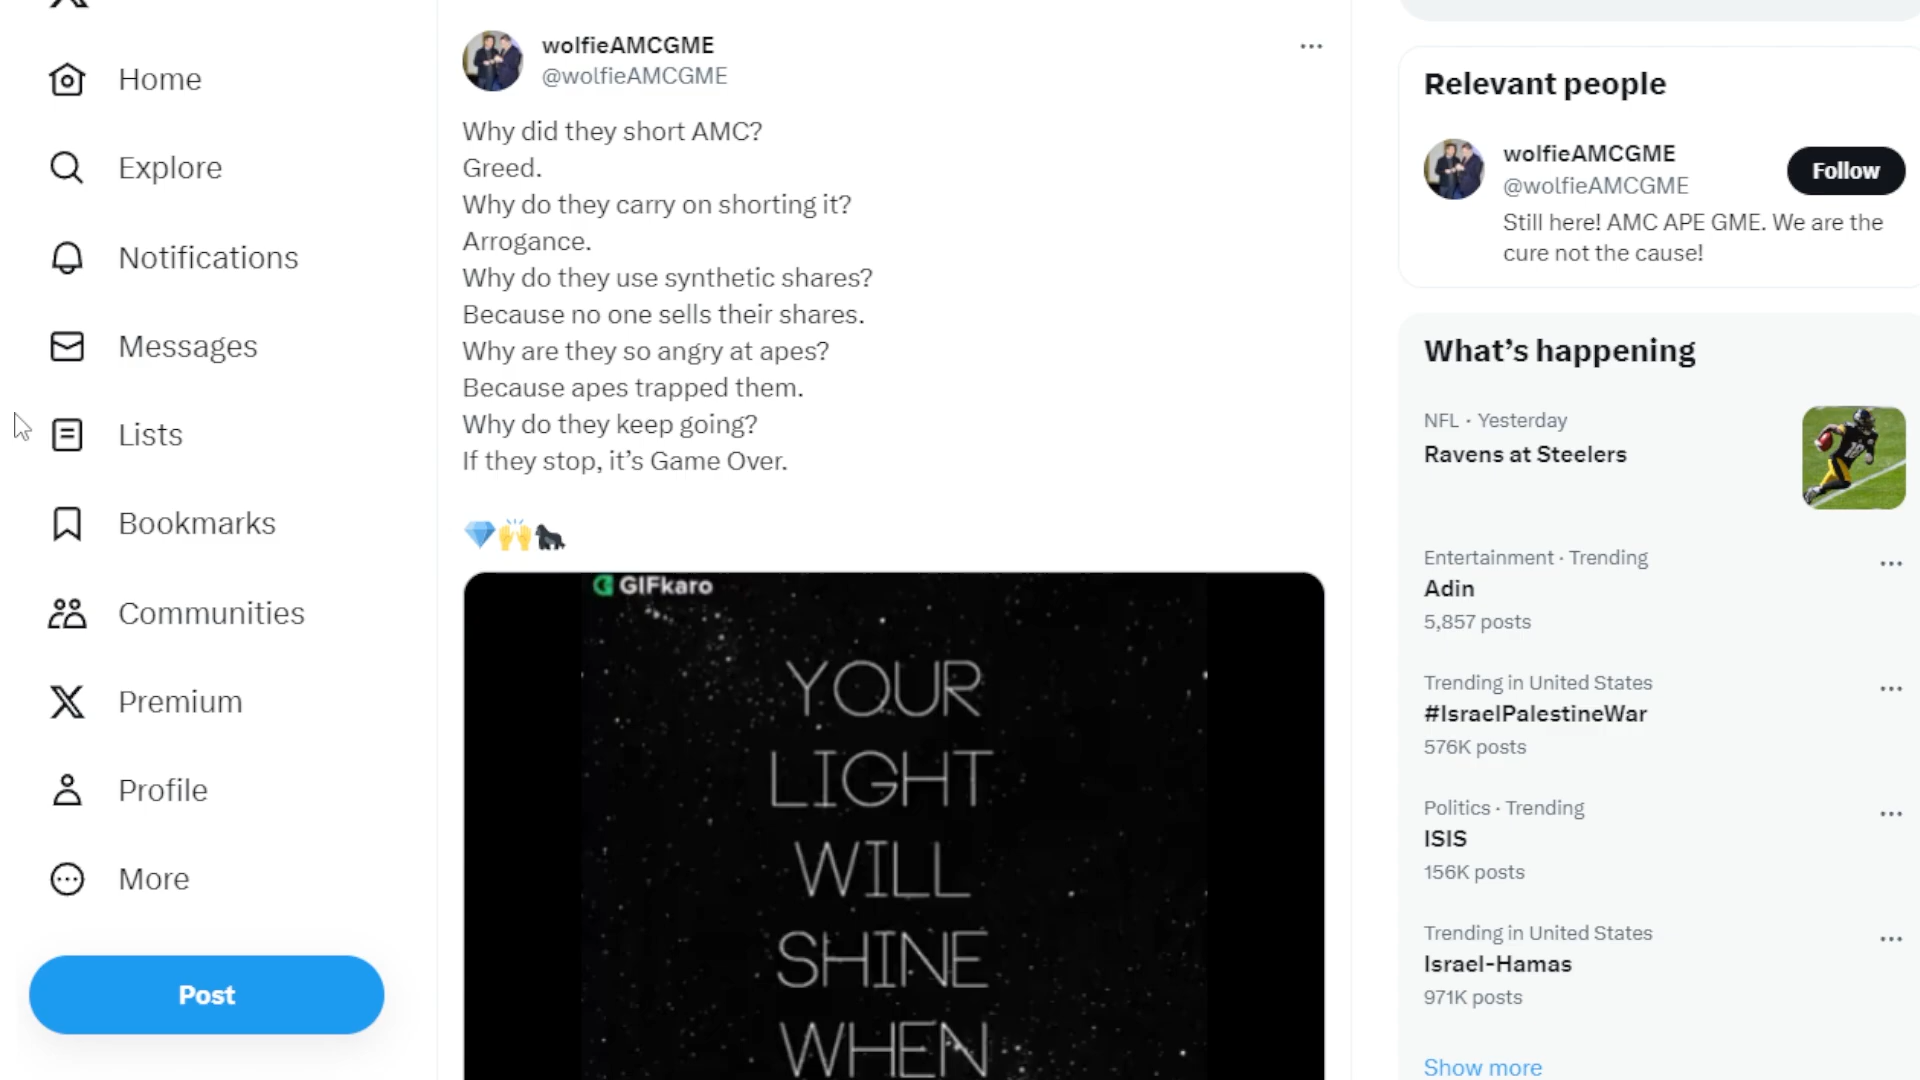 Home
Explore
Notifications
Messages
Lists
Bookmarks
Communities
Premium
Profile
More
Post
wolfieAMCGME
@wolfieAMCGME
Why did they short AMC?
Greed.
Why do they carry on shorting it?
Arrogance.
Why do they use synthetic shares?
Because no one sells their shares.
Why are they so angry at apes?
Because apes trapped them.
Why do they keep going?
If they stop, it’s Game Over.
💎🙌🦍
GIFkaro
YOUR
LIGHT
WILL
SHINE
WHEN
Relevant people
wolfieAMCGME
@wolfieAMCGME
Follow
Still here! AMC APE GME. We are the
cure not the cause!
What’s happening
NFL · Yesterday
Ravens at Steelers
Entertainment · Trending
Adin
5,857 posts
Trending in United States
#IsraelPalestineWar
576K posts
Politics · Trending
ISIS
156K posts
Trending in United States
Israel-Hamas
971K posts
Show more